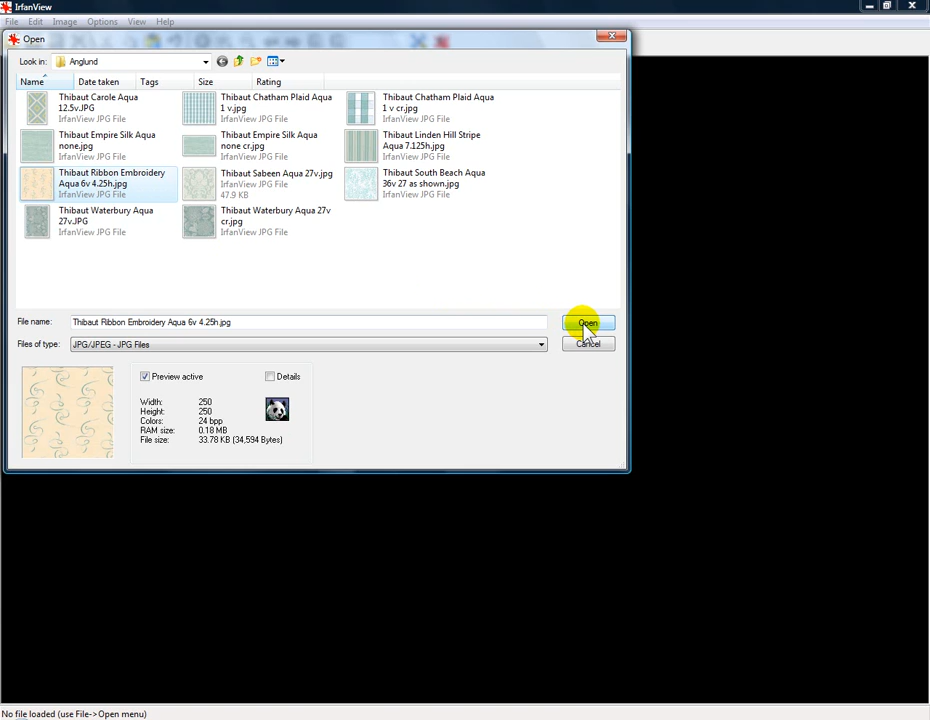 IrfanView
File Edit Image Options View Help
Open
Look in: Anglund
Name Date taken Tags Size Rating
Thibaut Carole Aqua
12.5v.JPG
IrfanView JPG File
Thibaut Chatham Plaid Aqua
1 v.jpg
IrfanView JPG File
Thibaut Chatham Plaid Aqua
1 v cr.jpg
IrfanView JPG File
Thibaut Empire Silk Aqua
none.jpg
IrfanView JPG File
Thibaut Empire Silk Aqua
none cr.jpg
IrfanView JPG File
Thibaut Linden Hill Stripe
Aqua 7.125h.jpg
IrfanView JPG File
Thibaut Ribbon Embroidery
Aqua 6v 4.25h.jpg
IrfanView JPG File
Thibaut Sabeen Aqua 27v.jpg
IrfanView JPG File
47.9 KB
Thibaut South Beach Aqua
36v 27 as shown.jpg
IrfanView JPG File
Thibaut Waterbury Aqua
27v.JPG
IrfanView JPG File
Thibaut Waterbury Aqua 27v
cr.jpg
IrfanView JPG File
File name: Thibaut Ribbon Embroidery Aqua 6v 4.25h.jpg Open
Files of type: JPG/JPEG - JPG Files Cancel
Preview active Details
Width: 250
Height: 250
Colors: 24 bpp
RAM size: 0.18 MB
File size: 33.78 KB (34,594 Bytes)
No file loaded (use File->Open menu)